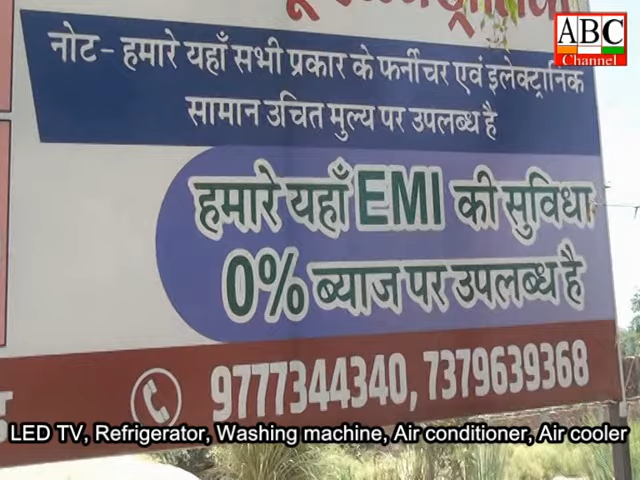 ABC
Channel
नोट - हमारे यहाँ सभी प्रकार के फर्नीचर एवं इलेक्ट्रानिक
सामान उचित मुल्य पर उपलब्ध है
हमारे यहाँ EMI की सुविधा
0% ब्याज पर उपलब्ध है
9777344340, 7379639368
LED TV, Refrigerator, Washing machine, Air conditioner, Air cooler